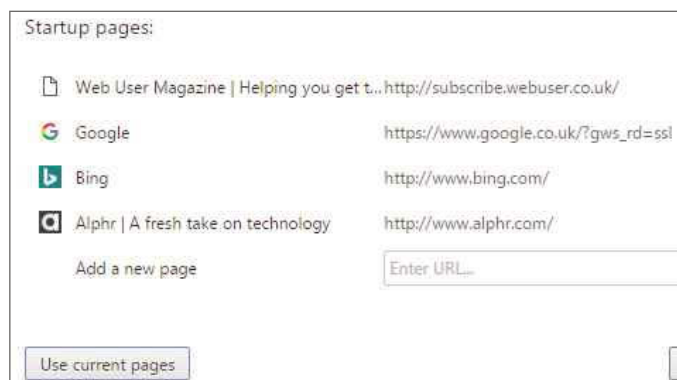 Startup pages:
Web User Magazine | Helping you get t... http://subscribe.webuser.co.uk/
Google https://www.google.co.uk/?gws_rd=ssl
Bing http://www.bing.com/
Alphr | A fresh take on technology http://www.alphr.com/
Add a new page Enter URL...
Use current pages